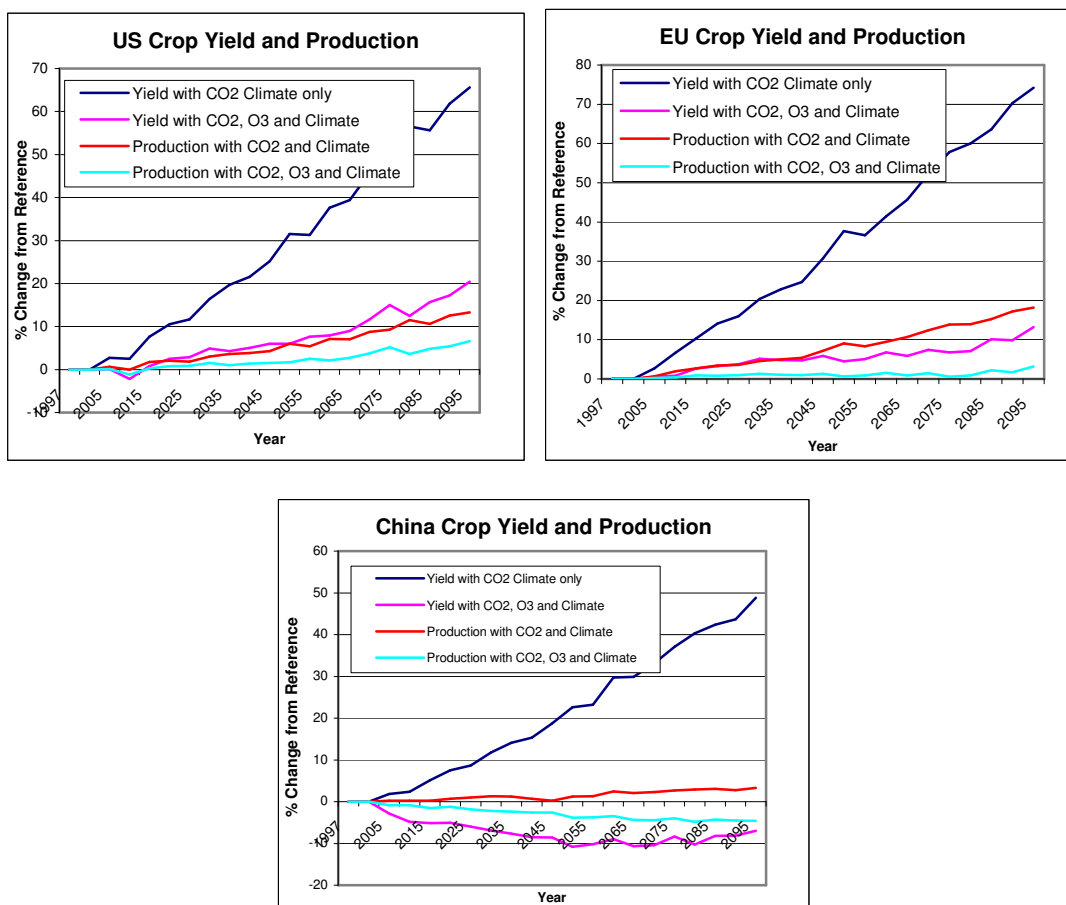 US Crop Yield and Production
70
60
50
40
30
20
10
0
-10
% Change from Reference
Yield with CO2 Climate only
Yield with CO2, O3 and Climate
Production with CO2 and Climate
Production with CO2, O3 and Climate
1997
2005
2015
2025
2035
2045
2055
2065
2075
2085
2095
Year
EU Crop Yield and Production
80
70
60
50
40
30
20
10
0
% Change from Reference
Yield with CO2 Climate only
Yield with CO2, O3 and Climate
Production with CO2 and Climate
Production with CO2, O3 and Climate
1997
2005
2015
2025
2035
2045
2055
2065
2075
2085
2095
Year
China Crop Yield and Production
60
50
40
30
20
10
0
-10
-20
% Change from Reference
Yield with CO2 Climate only
Yield with CO2, O3 and Climate
Production with CO2 and Climate
Production with CO2, O3 and Climate
1997
2005
2015
2025
2035
2045
2055
2065
2075
2085
2095
Year